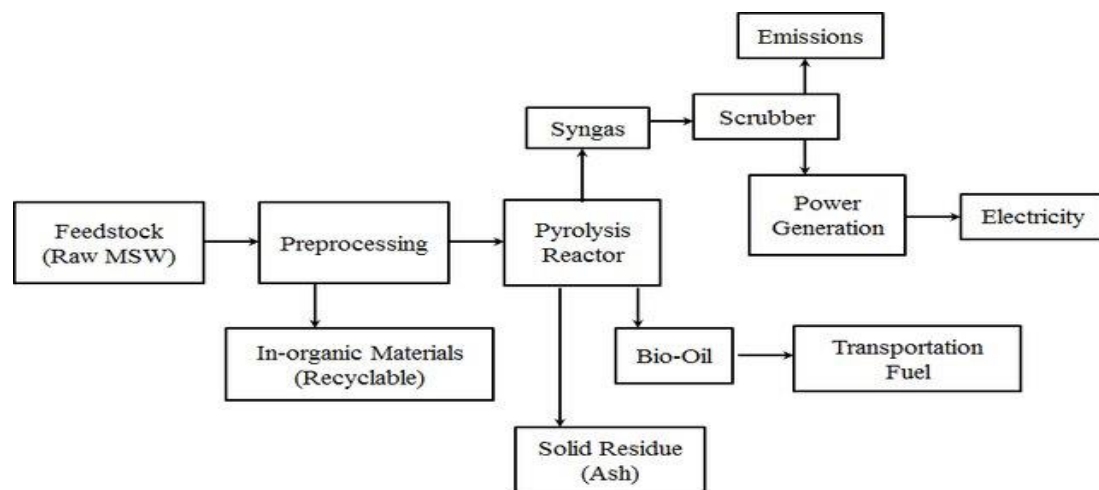 Emissions
Syngas
Scrubber
Feedstock
(Raw MSW)
Preprocessing
Pyrolysis
Reactor
Power
Generation
Electricity
In-organic Materials
(Recyclable)
Bio-Oil
Transportation
Fuel
Solid Residue
(Ash)